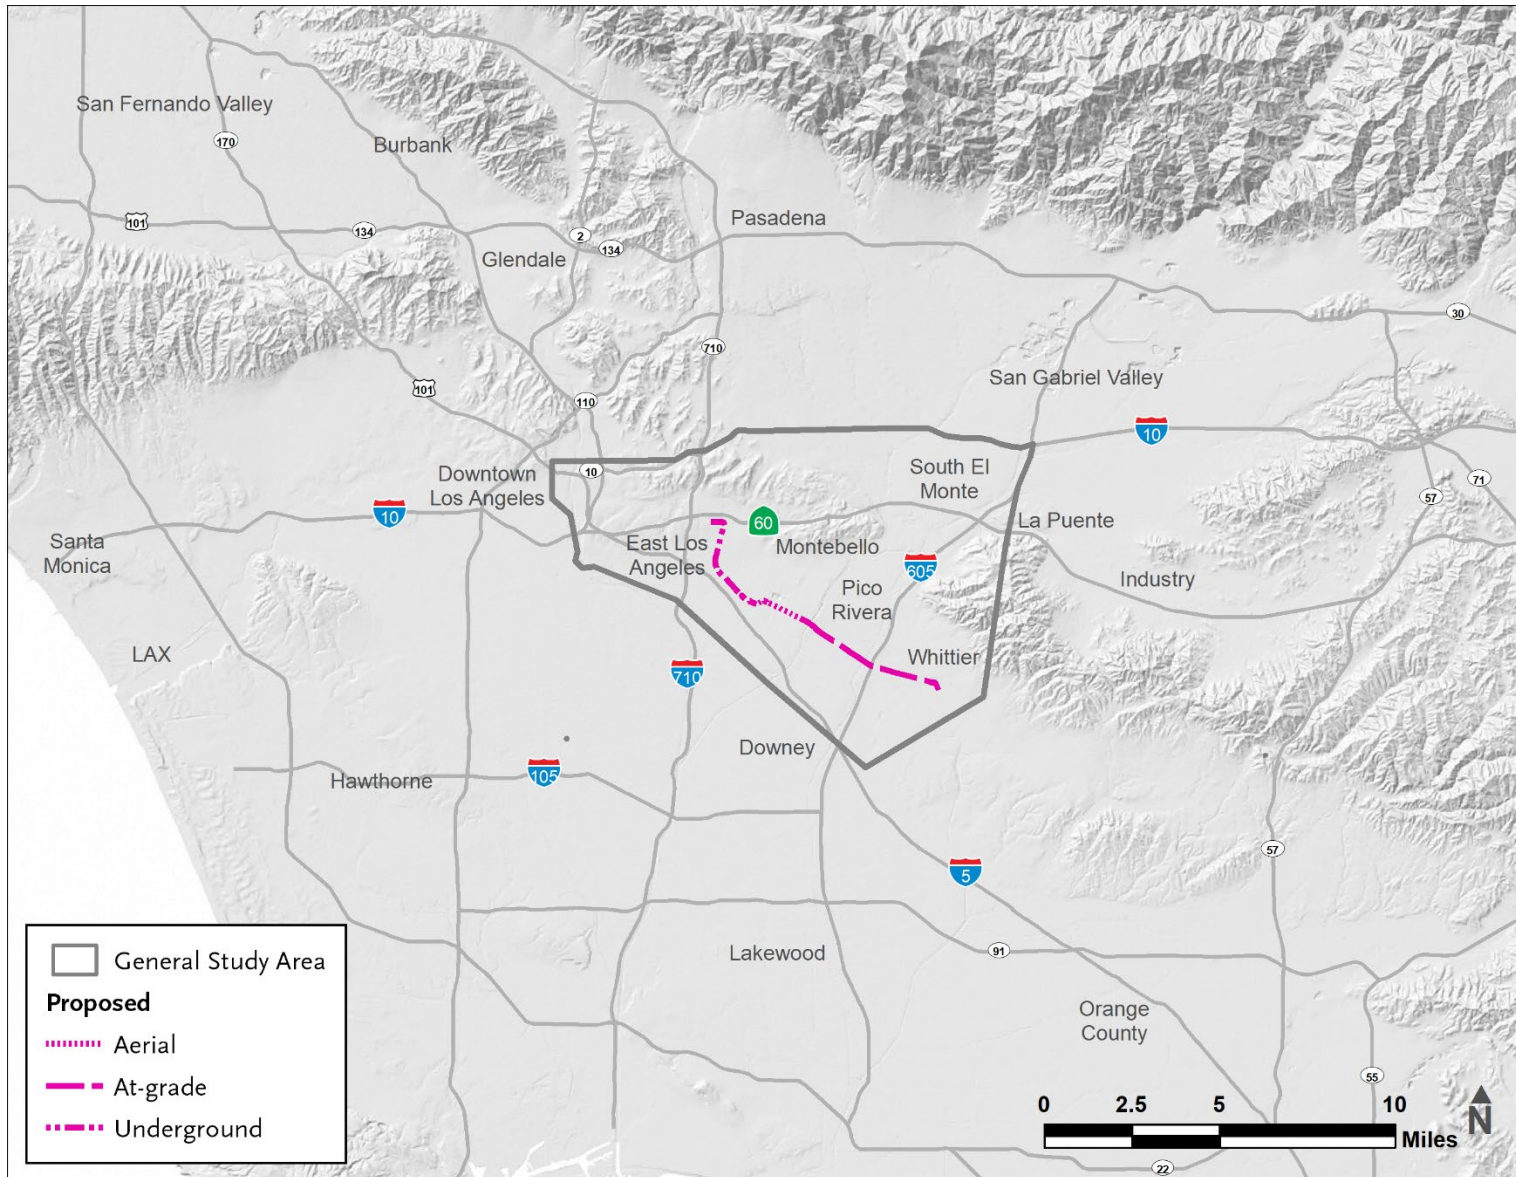 San Fernando Valley
170
Burbank
101
134
2
134
Glendale
Pasadena
30
710
101
110
San Gabriel Valley
10
Downtown
Los Angeles
10
South El
Monte
71
57
10
60
La Puente
Santa
Monica
East Los
Angeles
Montebello
605
Industry
Pico
Rivera
LAX
Whittier
710
Downey
Hawthorne
105
57
5
Lakewood
91
Orange
County
55
22
General Study Area
Proposed
Aerial
At-grade
Underground
0 2.5 5 10
Miles
N